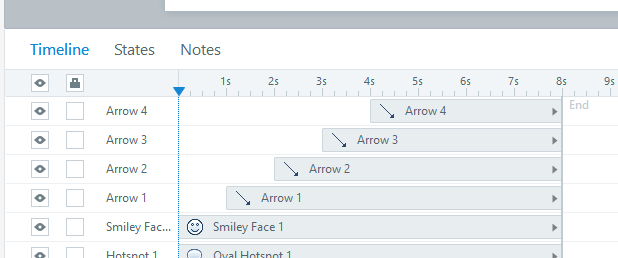 Timeline States Notes
1s 2s 3s 4s 5s 6s 7s 8s 9s
Arrow 4 Arrow 4 End
Arrow 3 Arrow 3
Arrow 2 Arrow 2
Arrow 1 Arrow 1
Smiley Fac... Smiley Face 1
Hotspot 1 Oval Hotspot 1